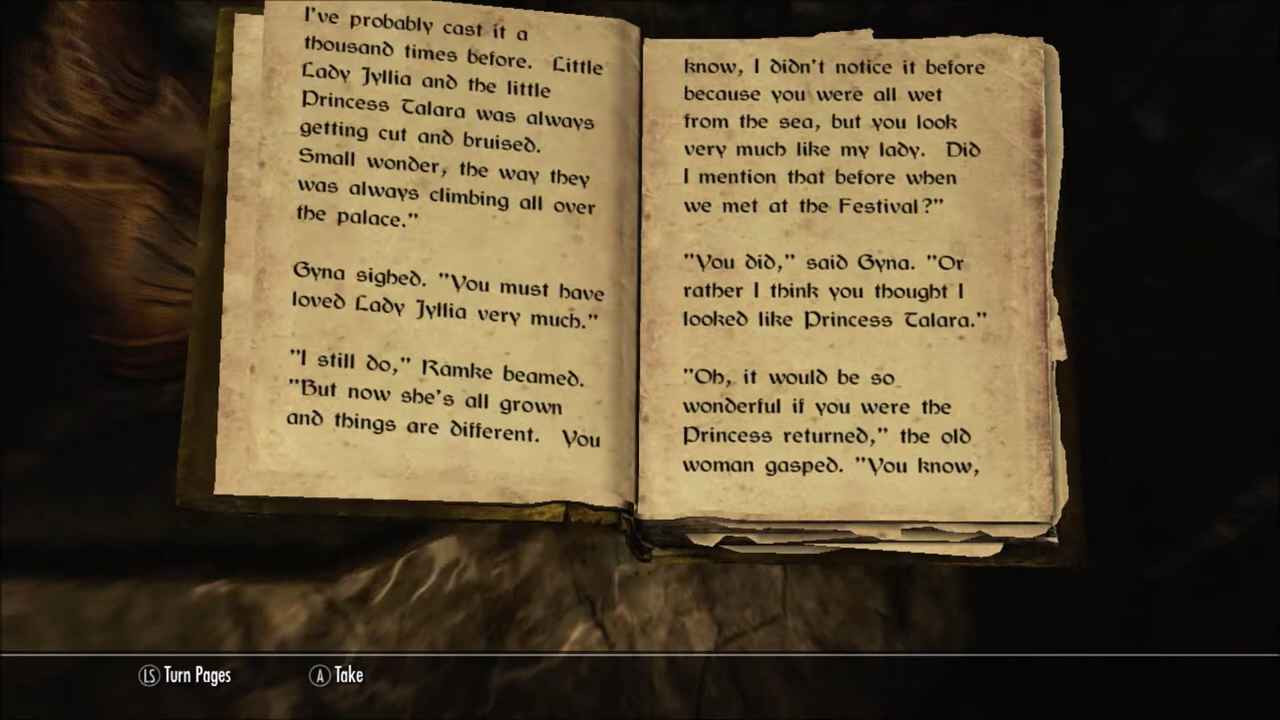 I've probably cast it a
thousand times before.  Little
Lady Jyllia and the little
Princess Talara was always
getting cut and bruised.
Small wonder, the way they
was always climbing all over
the palace."
Gyna sighed. "You must have
loved Lady Jyllia very much."
"I still do," Ramke beamed.
"But now she's all grown
and things are different.  You
know, I didn't notice it before
because you were all wet
from the sea, but you look
very much like my lady.  Did
I mention that before when
we met at the Festival?"
"You did," said Gyna. "Or
rather I think you thought I
looked like Princess Talara."
"Oh, it would be so
wonderful if you were the
Princess returned," the old
woman gasped. "You know,
LS Turn Pages
A Take